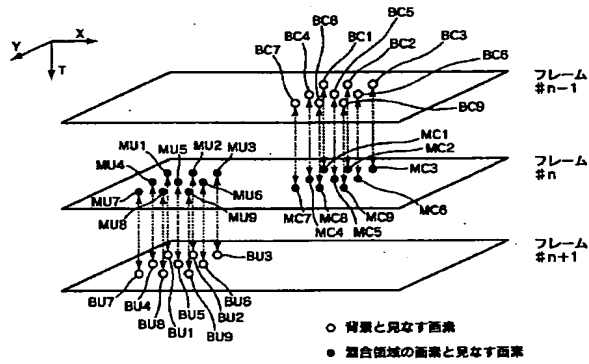 Y
X
T
BC5
BC8
BC1
BC2
BC4
BC3
BC7
BC6
BC9
フレーム
#n-1
MU1
MU2
MU5
MU3
MU4
MU7
MU6
MU9
MU8
MC1
MC2
MC3
MC7
MC8
MC9
MC6
MC4
MC5
フレーム
#n
BU3
BU4
BU5
BU6
BU7
BU2
BU8
BU9
BU1
フレーム
#n+1
○ 背景と見なす画素
● 混合領域の画素と見なす画素